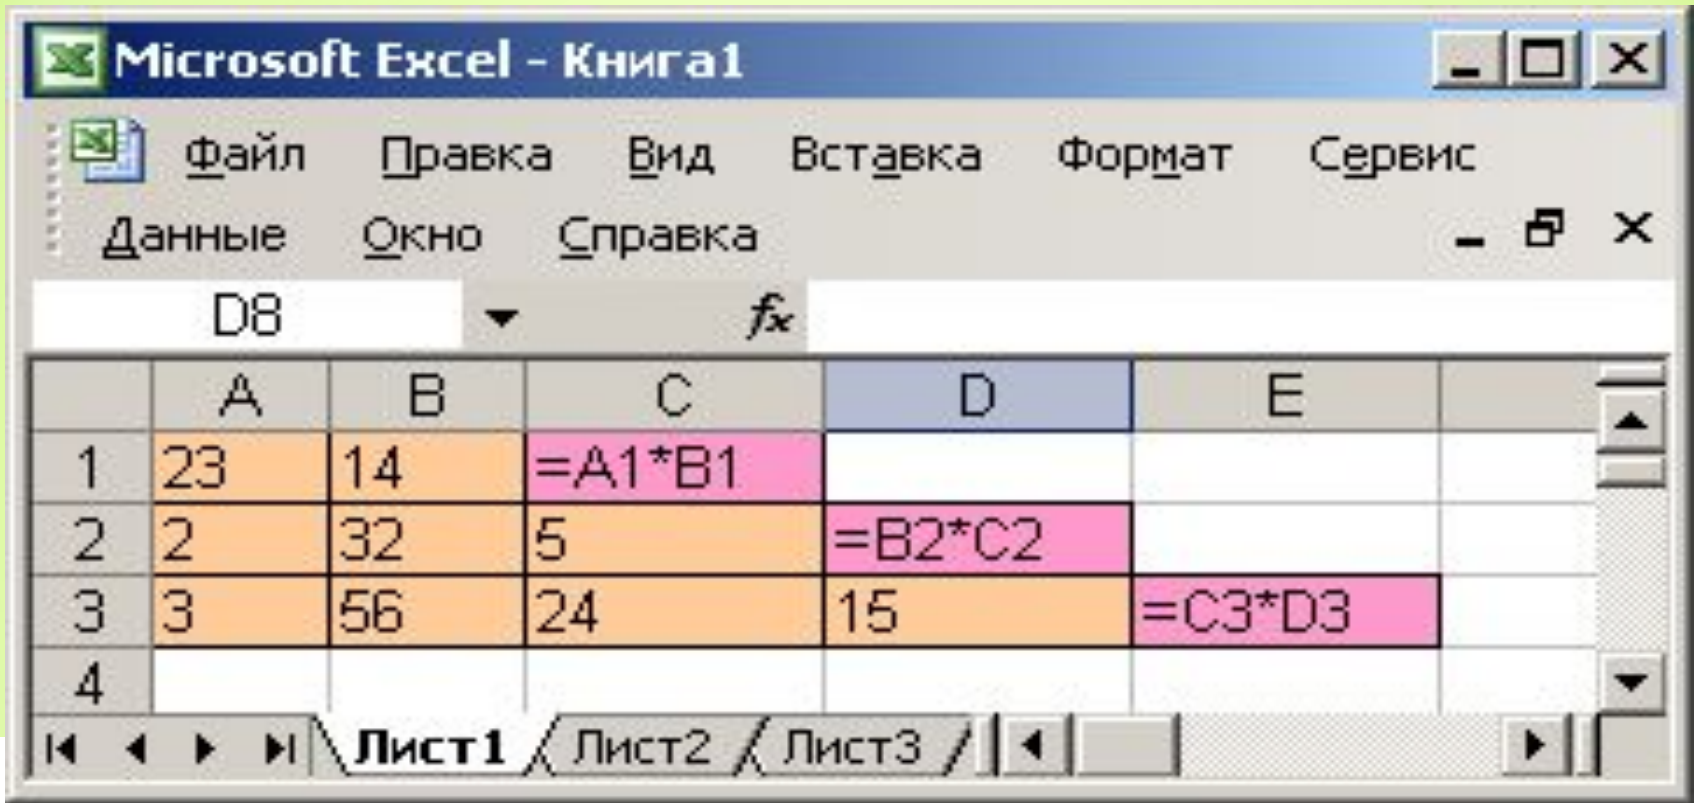 Microsoft Excel - Книга1
Файл Правка Вид Вставка Формат Сервис
Данные Окно Справка
D8 fx
A B C D E
1 23 14 =A1*B1
2 2 32 5 =B2*C2
3 3 56 24 15 =C3*D3
4
Лист1 Лист2 Лист3